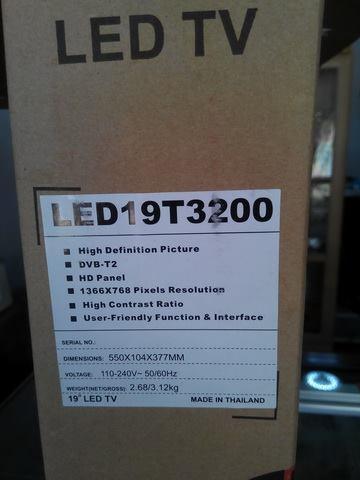 LED TV
LED19T3200
High Definition Picture
DVB-T2
HD Panel
1366X768 Pixels Resolution
High Contrast Ratio
User-Friendly Function & Interface
SERIAL NO.:
DIMENSIONS: 550X104X377MM
VOLTAGE: 110-240V~ 50/60Hz
WEIGHT(NET/GROSS): 2.68/3.12kg
19" LED TV MADE IN THAILAND